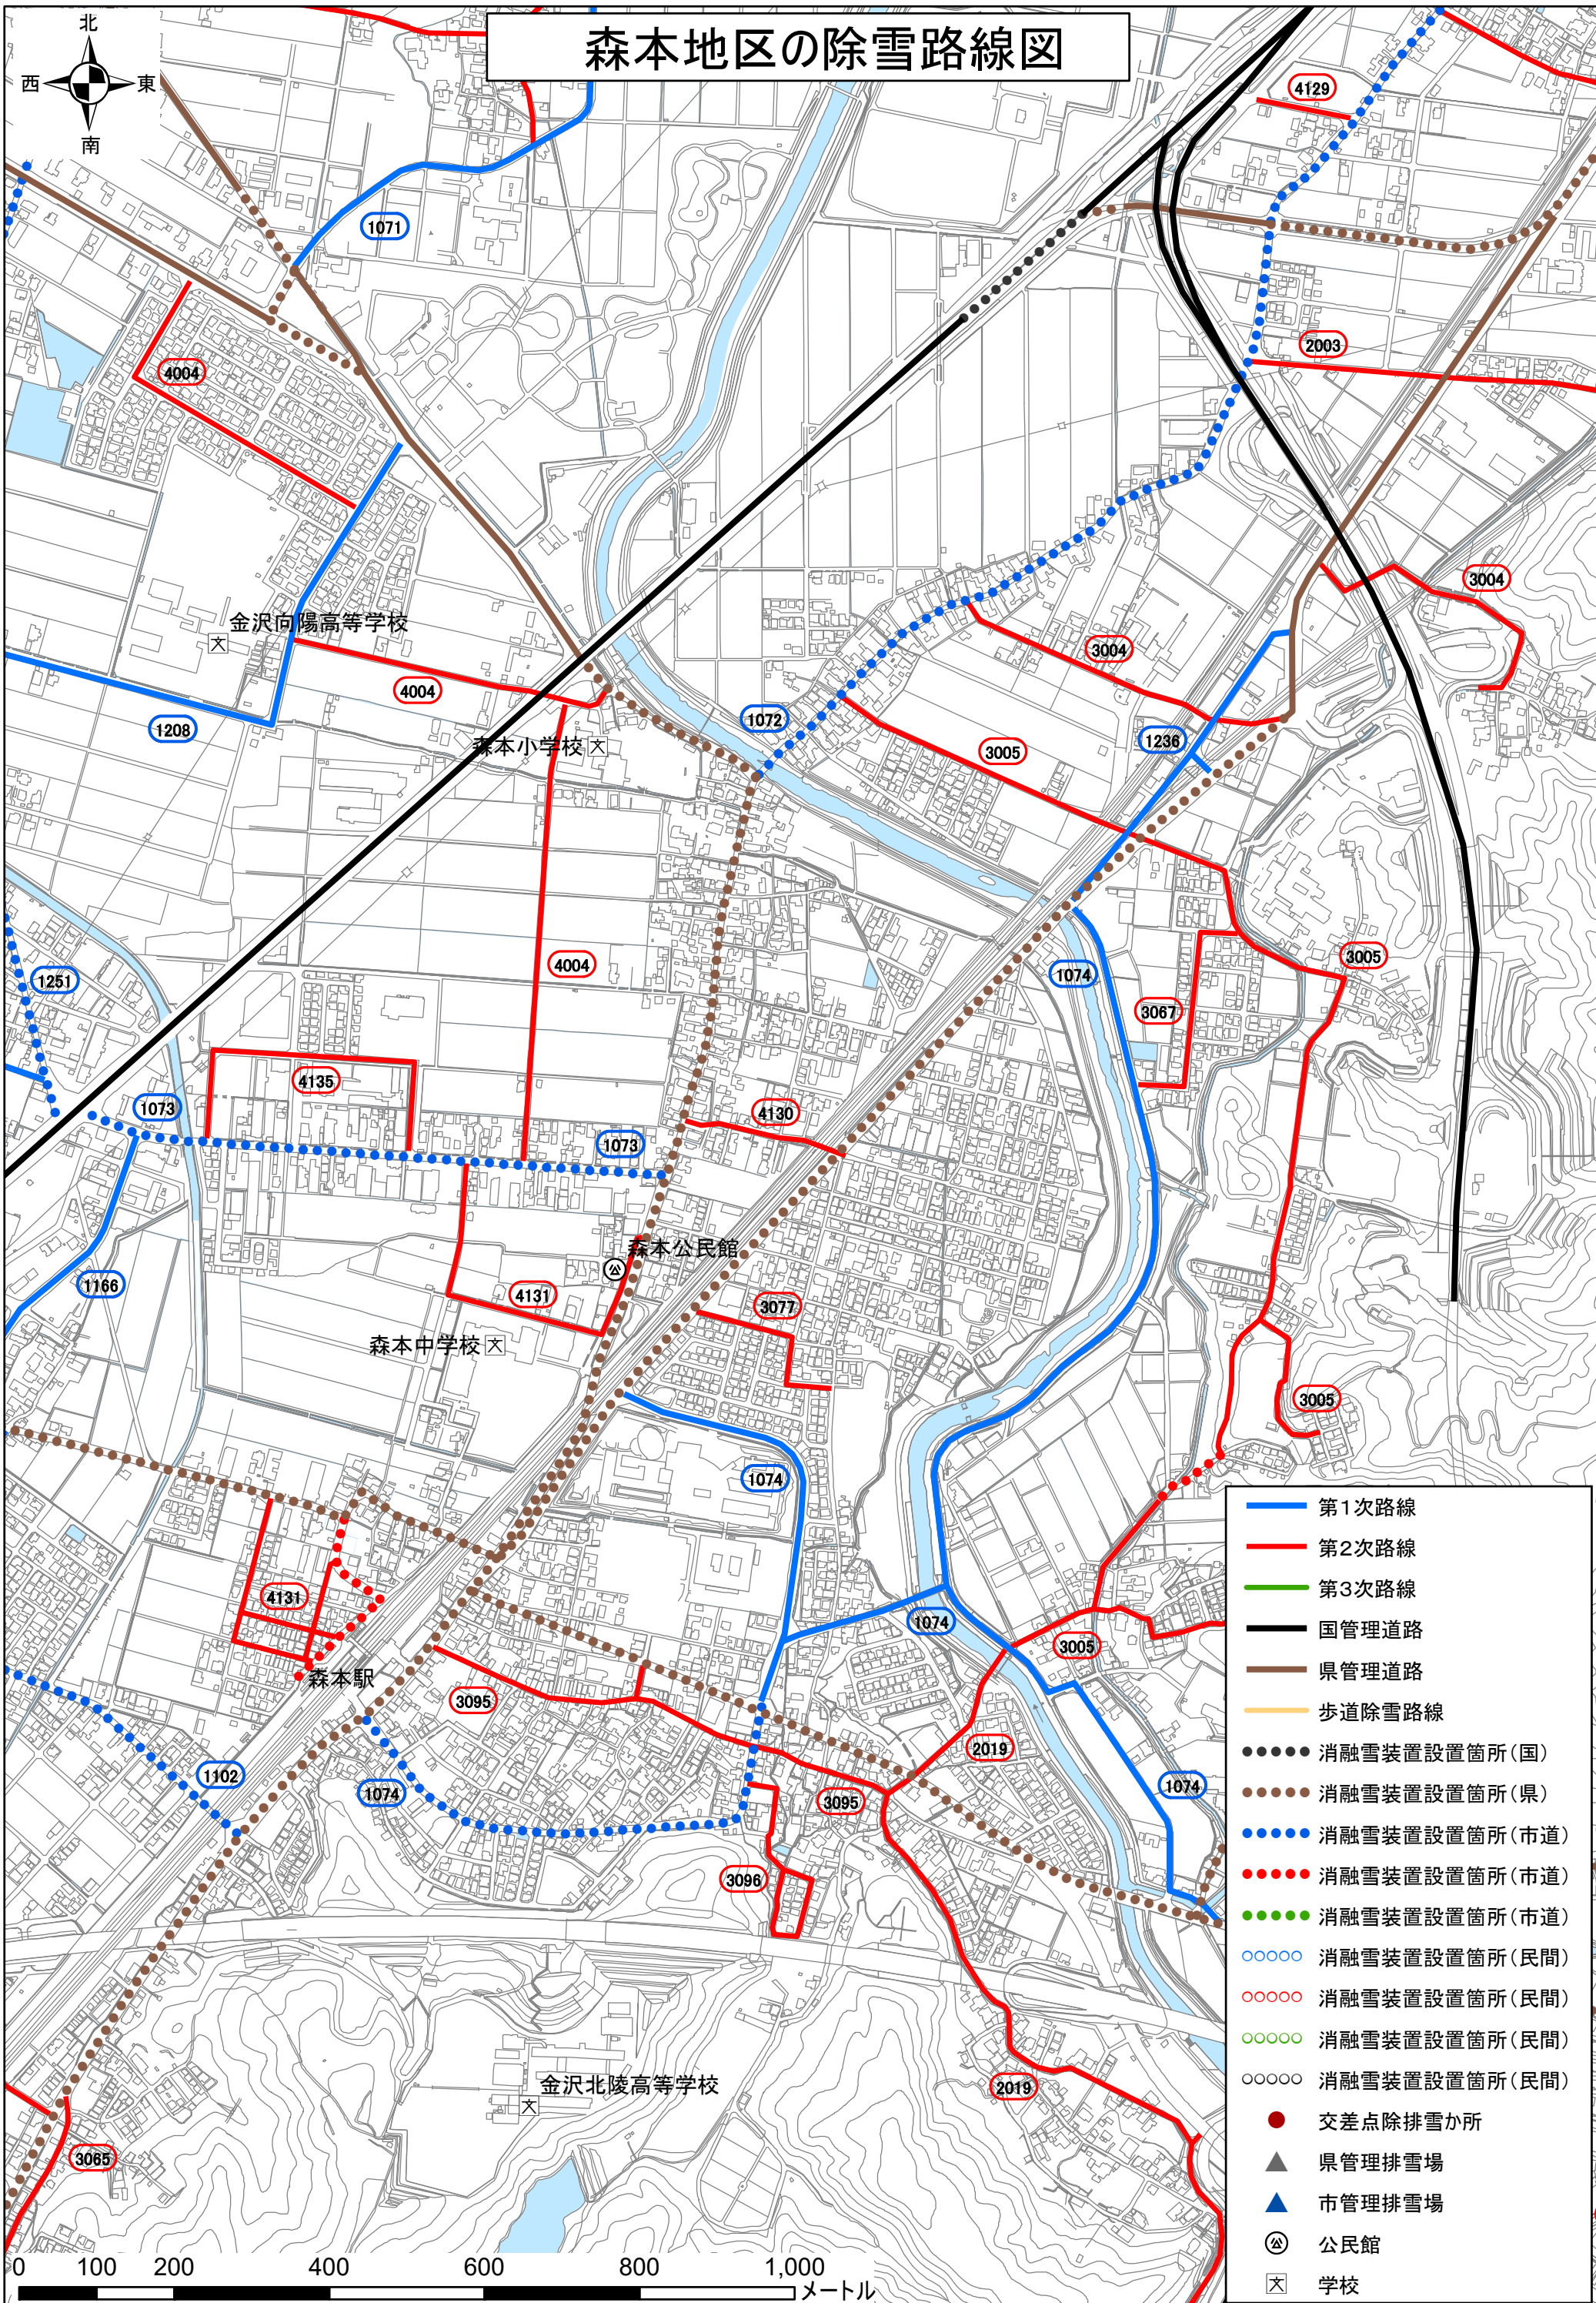 森本地区の除雪路線図
北
西 東
南
4129
1071
2003
4004
3004
金沢向陽高等学校
3004
4004
1072
1208
森本小学校
1236
3005
3005
4004
1251
1074
3067
4135
1073
4130
1073
森本公民館
1166
4131
3077
森本中学校
3005
1074
4131
1074
3005
森本駅
3095
2019
1102
1074
1074
3095
3096
金沢北陵高等学校
2019
3065
第1次路線
第2次路線
第3次路線
国管理道路
県管理道路
歩道除雪路線
消融雪装置設置箇所(国)
消融雪装置設置箇所(県)
消融雪装置設置箇所(市道)
消融雪装置設置箇所(市道)
消融雪装置設置箇所(市道)
消融雪装置設置箇所(民間)
消融雪装置設置箇所(民間)
消融雪装置設置箇所(民間)
消融雪装置設置箇所(民間)
交差点除排雪か所
県管理排雪場
市管理排雪場
公民館
文 学校
0 100 200 400 600 800 1,000
メートル